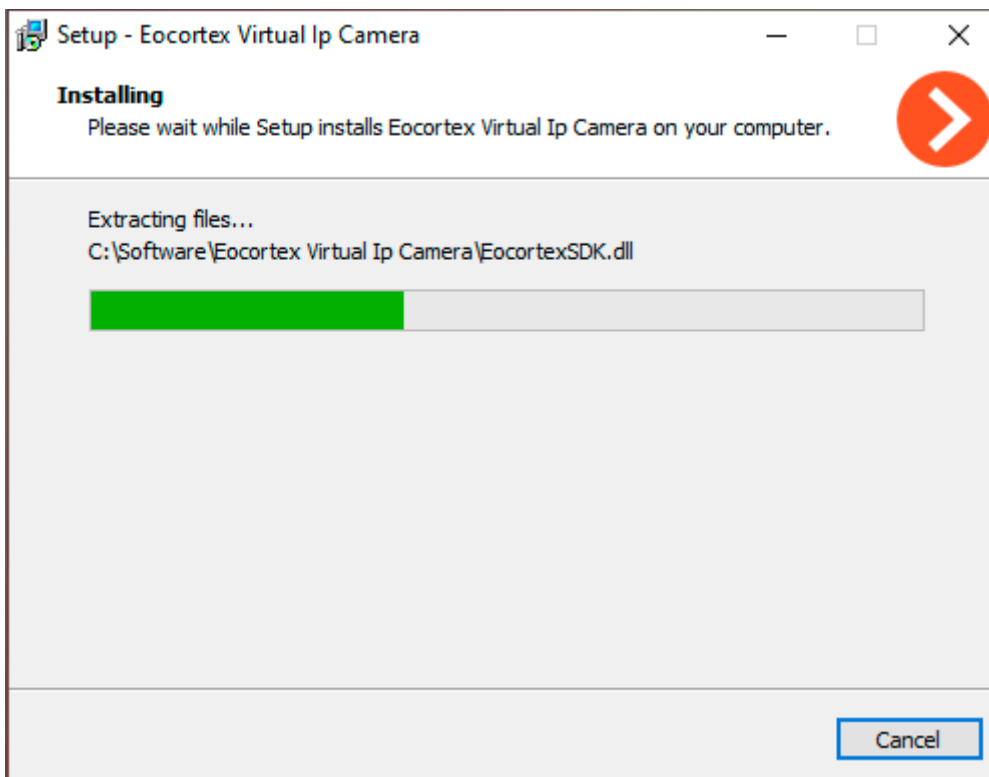 Setup - Eocortex Virtual Ip Camera
Installing
Please wait while Setup installs Eocortex Virtual Ip Camera on your computer.
Extracting files...
C:\Software\Eocortex Virtual Ip Camera\EocortexSDK.dll
Cancel